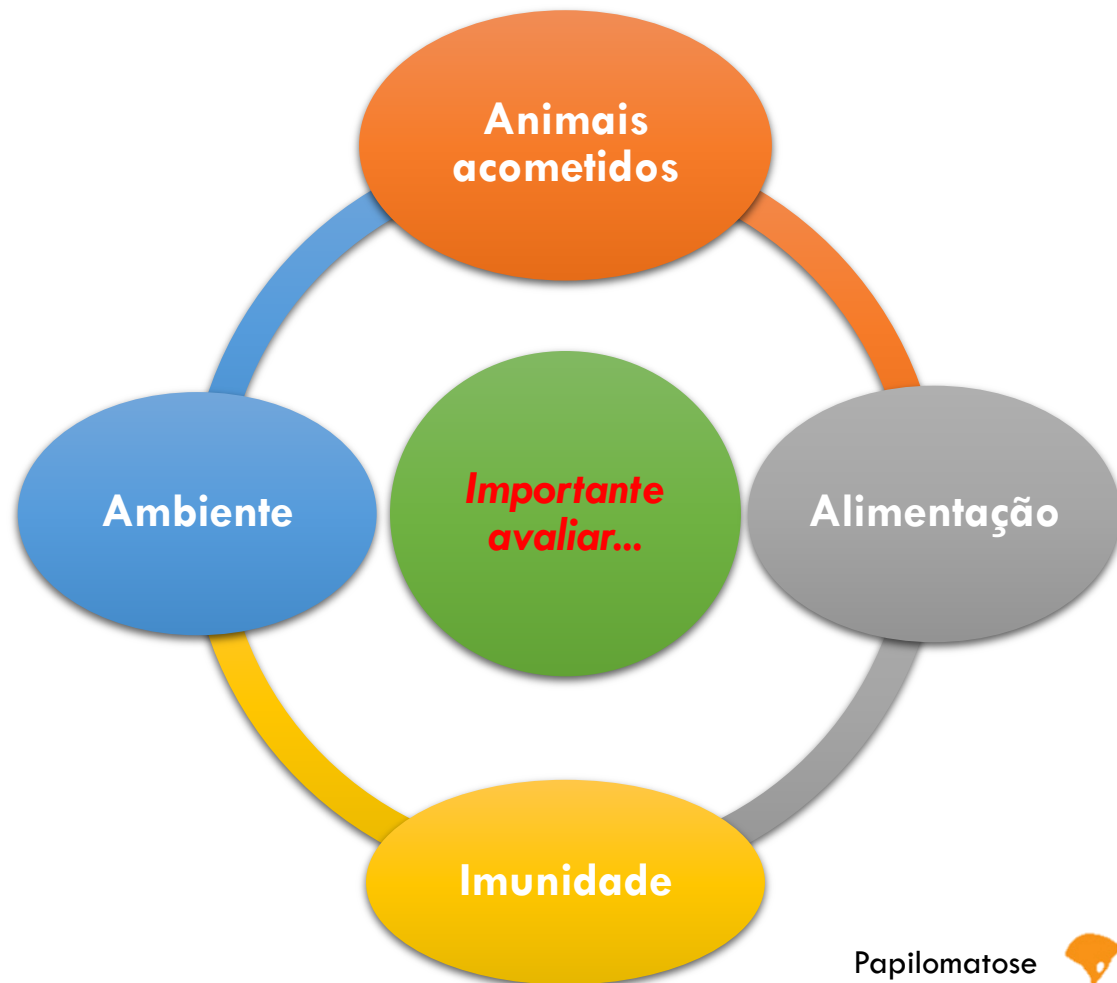 Animais
acometidos
Ambiente
Importante
avaliar...
Alimentação
Imunidade
Papilomatose